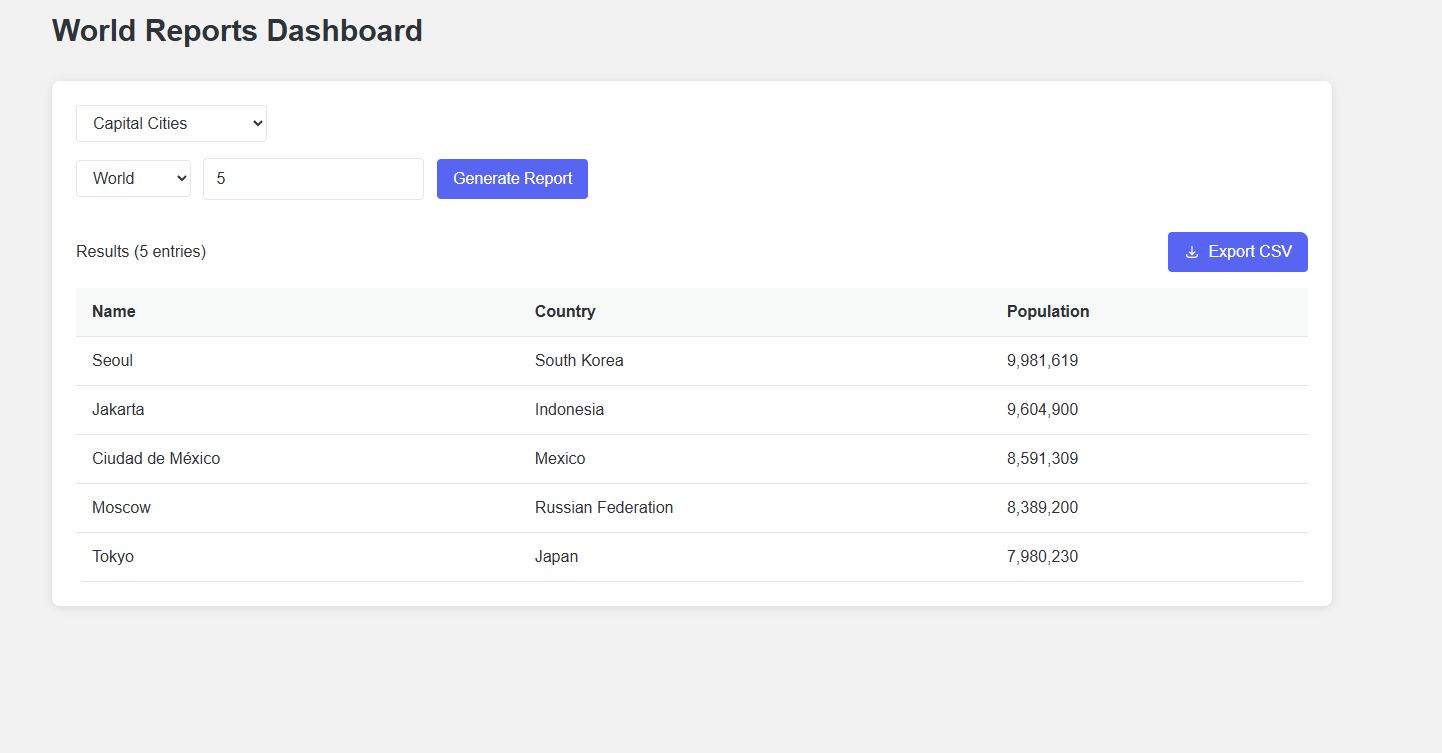 World Reports Dashboard
Capital Cities
World 5 Generate Report
Results (5 entries) Export CSV
Name Country Population
Seoul South Korea 9,981,619
Jakarta Indonesia 9,604,900
Ciudad de México Mexico 8,591,309
Moscow Russian Federation 8,389,200
Tokyo Japan 7,980,230